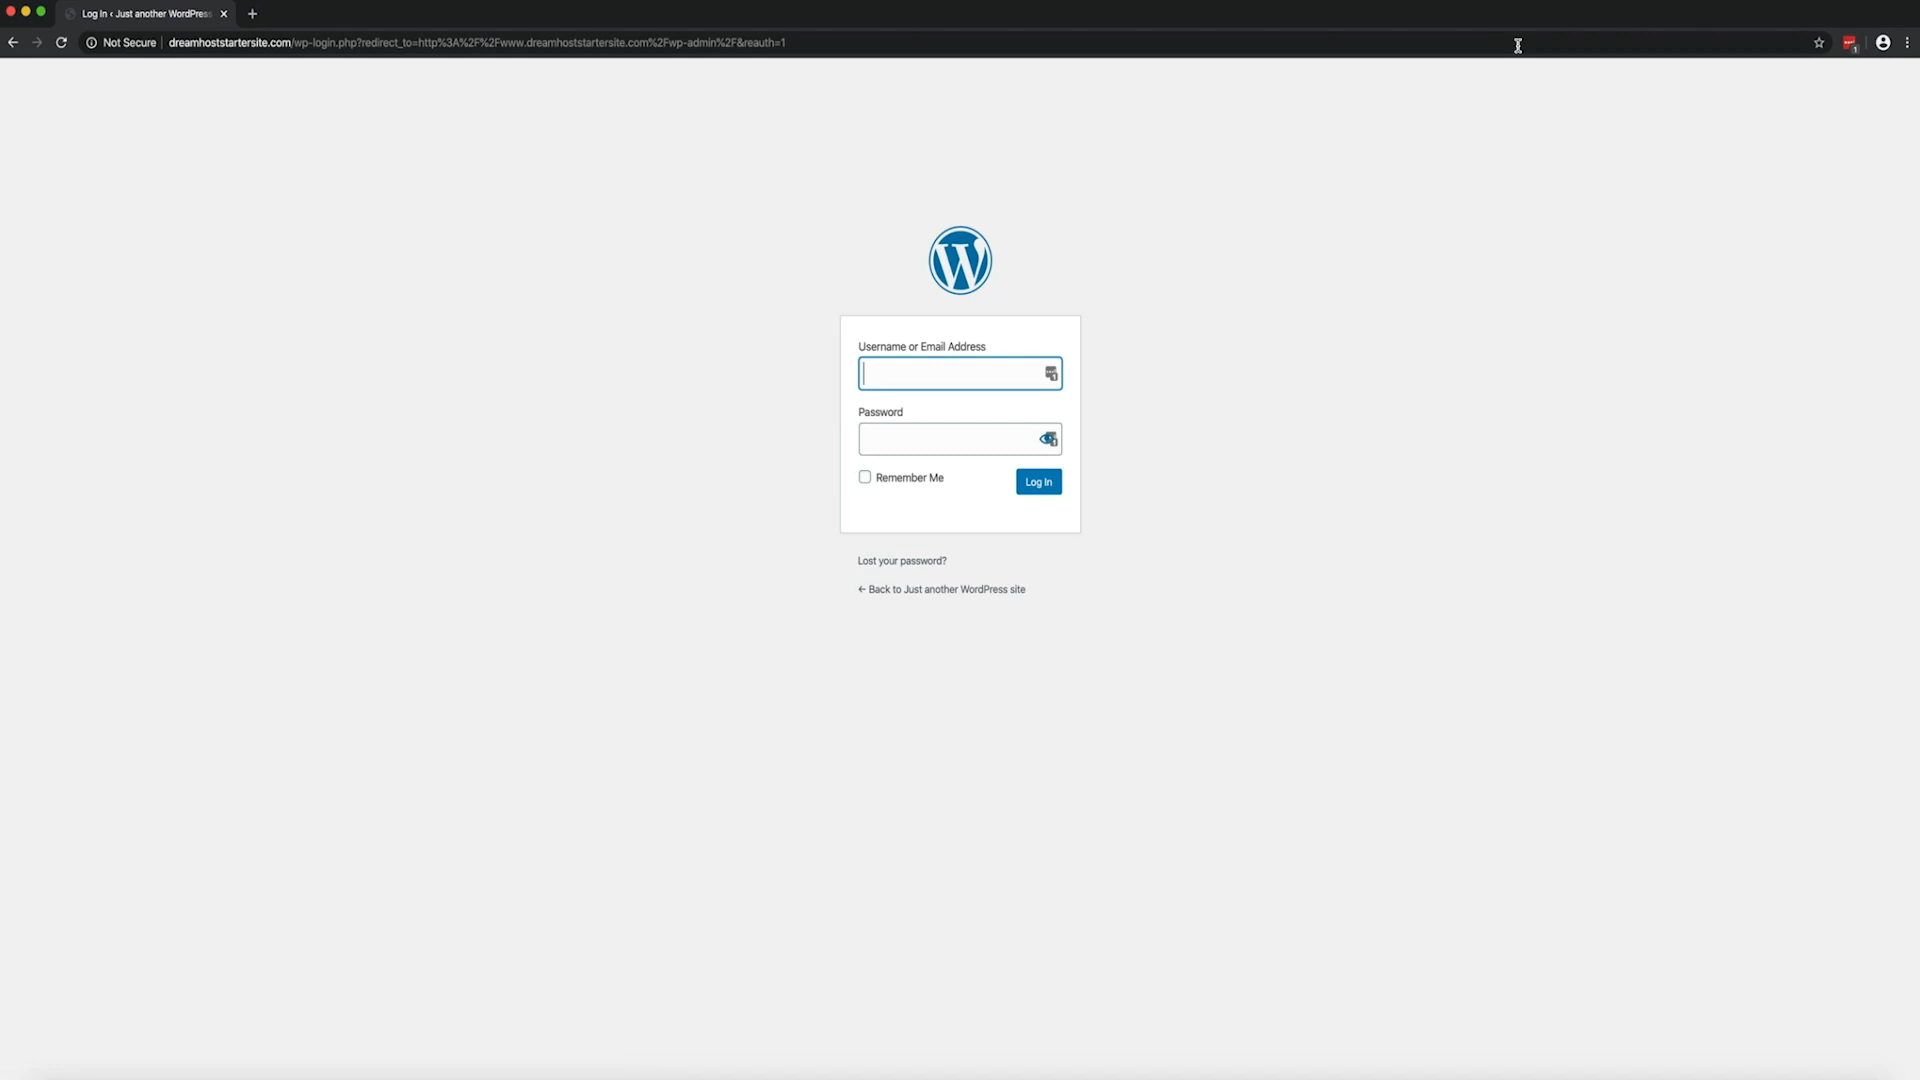 Log In ‹ Just another WordPress
Not Secure
dreamhoststartersite.com/wp-login.php?redirect_to=http%3A%2F%2Fwww.dreamhoststartersite.com%2Fwp-admin%2F&reauth=1
Username or Email Address
Password
Remember Me
Log In
Lost your password?
← Back to Just another WordPress site